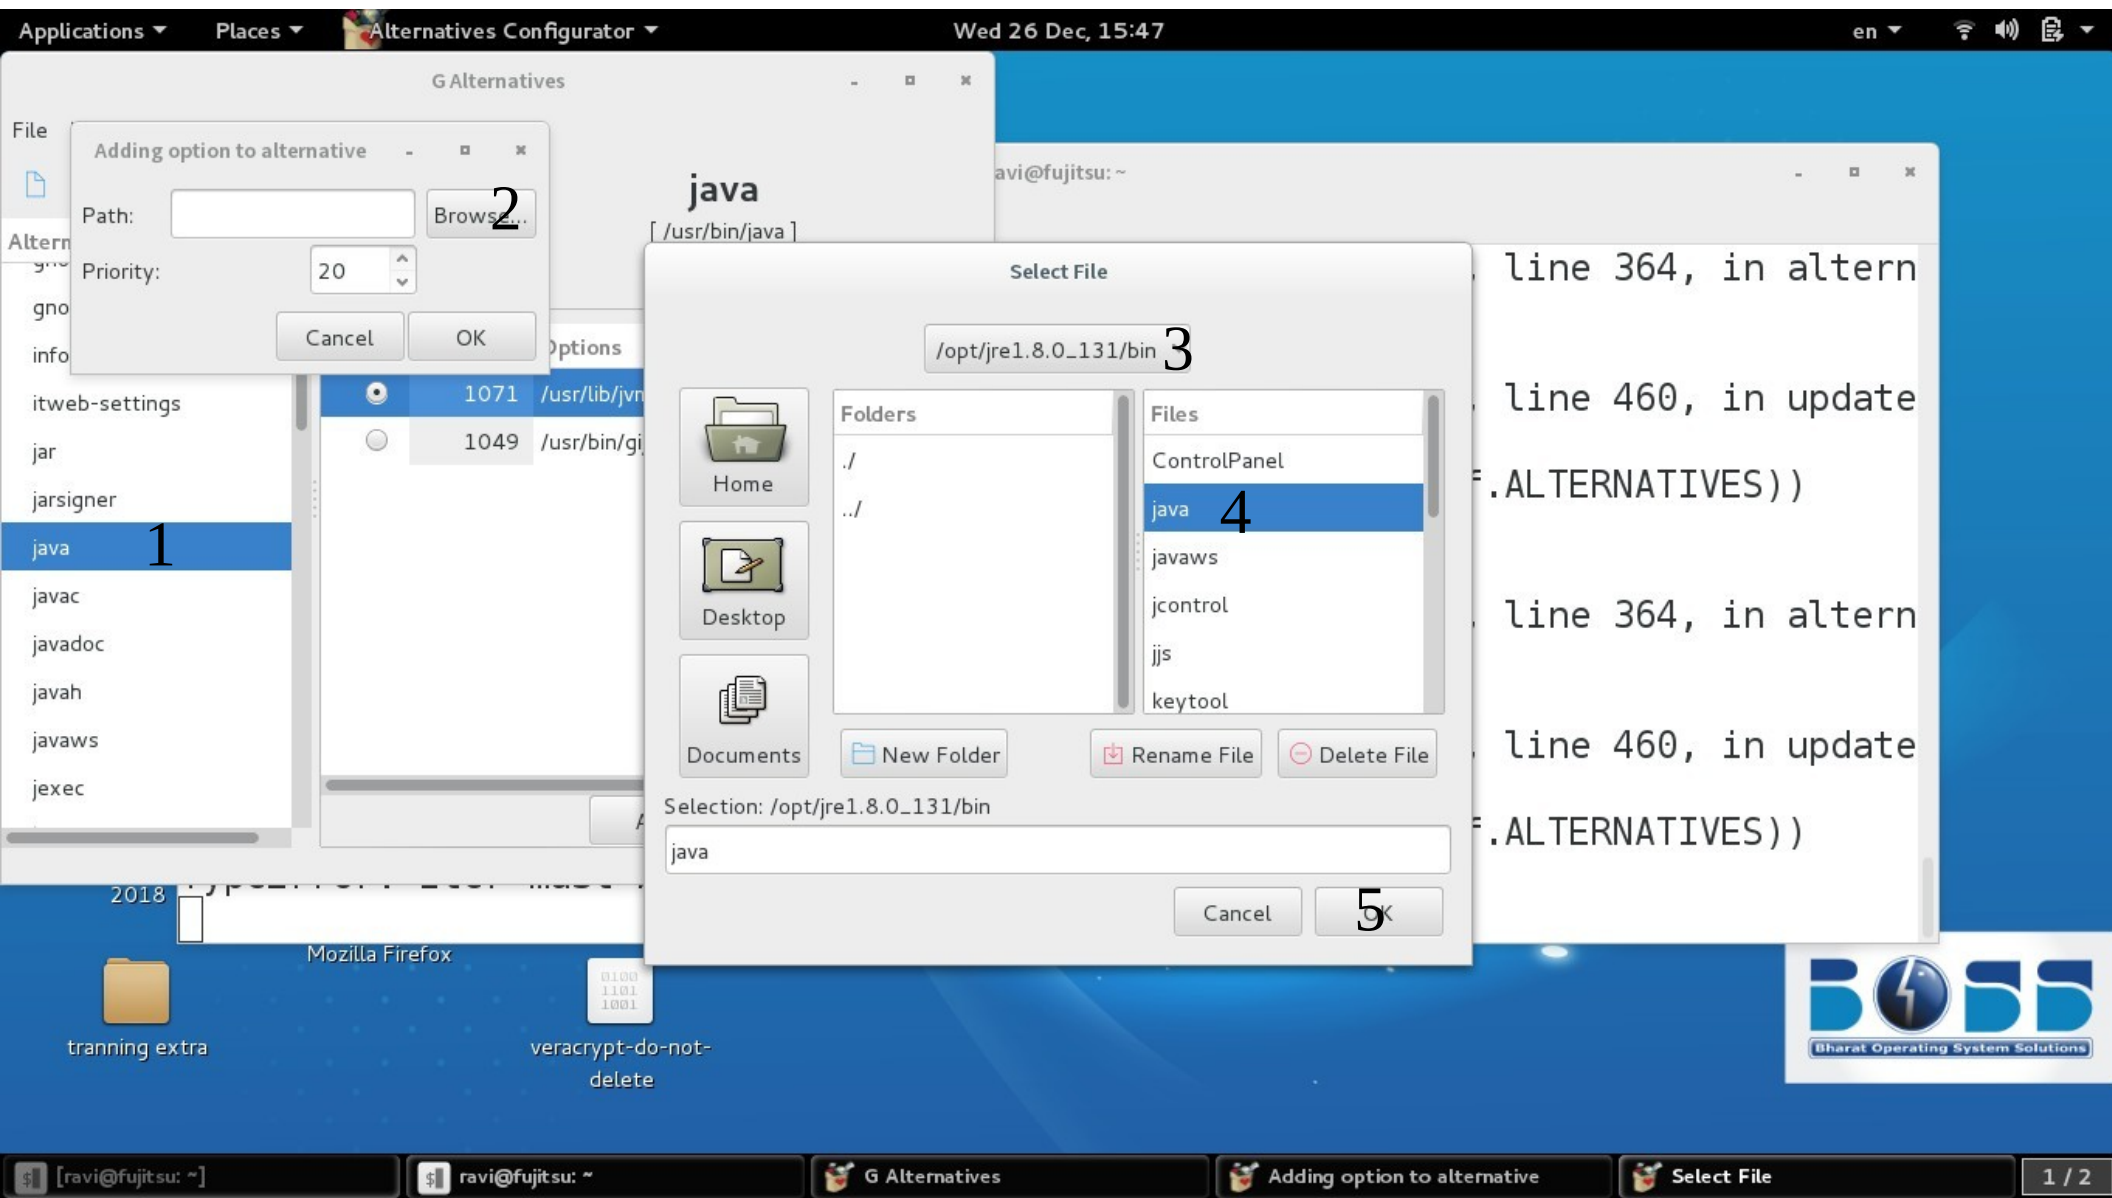 Applications
Places
Alternatives Configurator
Wed 26 Dec, 15:47
en
G Alternatives
File
Adding option to alternative
Path:
Browse...
2
Priority:
20
Cancel
OK
java
[ /usr/bin/java ]
Altern
gno
info
itweb-settings
jar
jarsigner
java
1
javac
javadoc
javah
javaws
jexec
Options
1071 /usr/lib/jvm
1049 /usr/bin/gij
avi@fujitsu: ~
line 364, in altern
line 460, in update
.ALTERNATIVES))
line 364, in altern
line 460, in update
.ALTERNATIVES))
Select File
/opt/jre1.8.0_131/bin
3
Home
Desktop
Documents
Folders
./
../
Files
ControlPanel
java
4
javaws
jcontrol
jjs
keytool
New Folder
Rename File
Delete File
Selection: /opt/jre1.8.0_131/bin
java
Cancel
OK
5
2018
Mozilla Firefox
tranning extra
0100
1101
1001
veracrypt-do-not-
delete
BOSS
Bharat Operating System Solutions
[ravi@fujitsu: ~]
ravi@fujitsu: ~
G Alternatives
Adding option to alternative
Select File
1 / 2